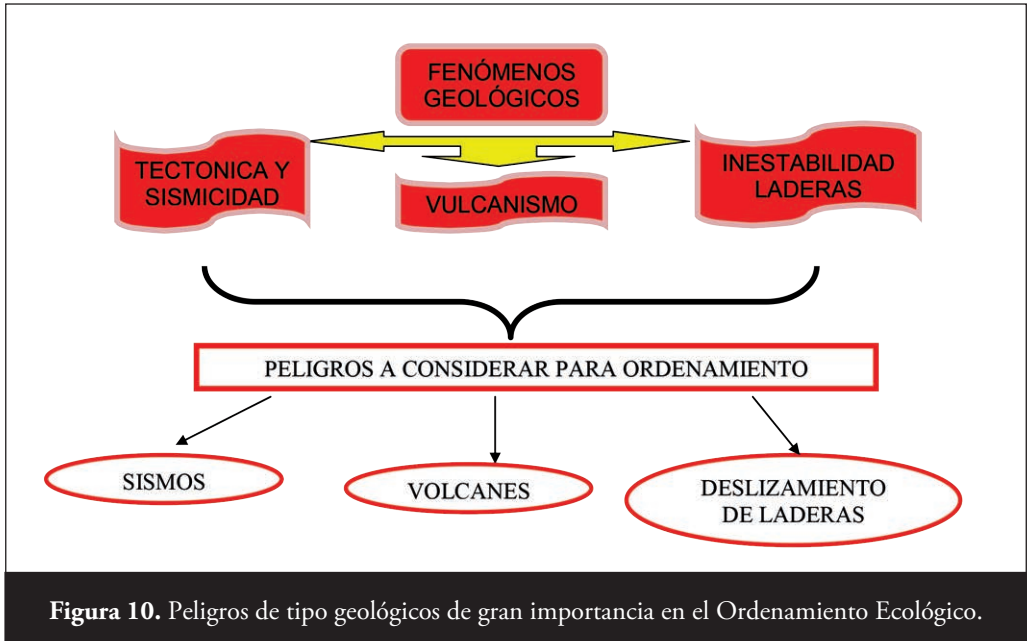 FENÓMENOS
GEOLÓGICOS
TECTONICA Y
SISMICIDAD
VULCANISMO
INESTABILIDAD
LADERAS
PELIGROS A CONSIDERAR PARA ORDENAMIENTO
SISMOS
VOLCANES
DESLIZAMIENTO
DE LADERAS
Figura 10. Peligros de tipo geológicos de gran importancia en el Ordenamiento Ecológico.